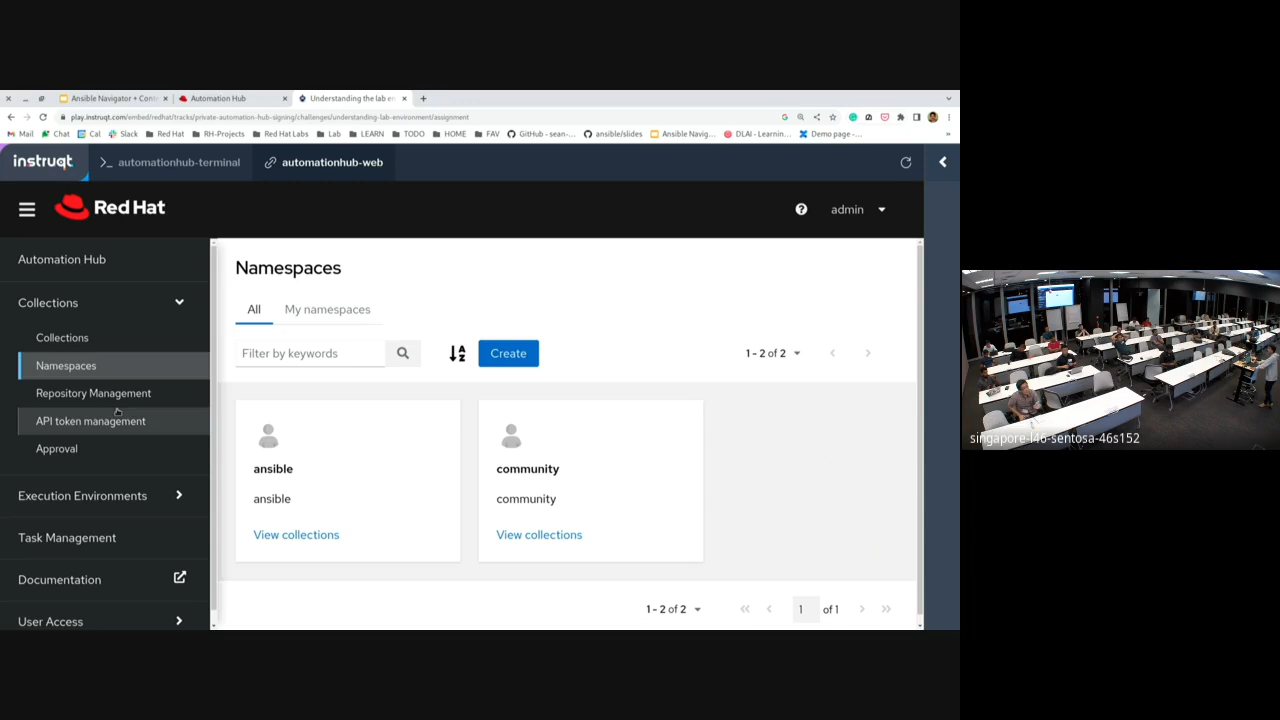 Ansible Navigator + Conte
Automation Hub
Understanding the lab en
play.instruqt.com/embed/redhat/tracks/private-automation-hub-signing/challenges/understanding-lab-environment/assignment
Mail
Chat
Cal
Slack
Red Hat
RH-Projects
Red Hat Labs
Lab
LEARN
TODO
HOME
FAV
GitHub - sean-...
ansible/slides
Ansible Navig...
DLAI - Learnin...
Demo page -...
instruqt
automationhub-terminal
automationhub-web
Red Hat
admin
Automation Hub
Collections
Collections
Namespaces
Repository Management
API token management
Approval
Execution Environments
Task Management
Documentation
User Access
Namespaces
All
My namespaces
Filter by keywords
Create
1 - 2 of 2
ansible
ansible
View collections
community
community
View collections
1 - 2 of 2
1
of 1
singapore-l46-sentosa-46s152